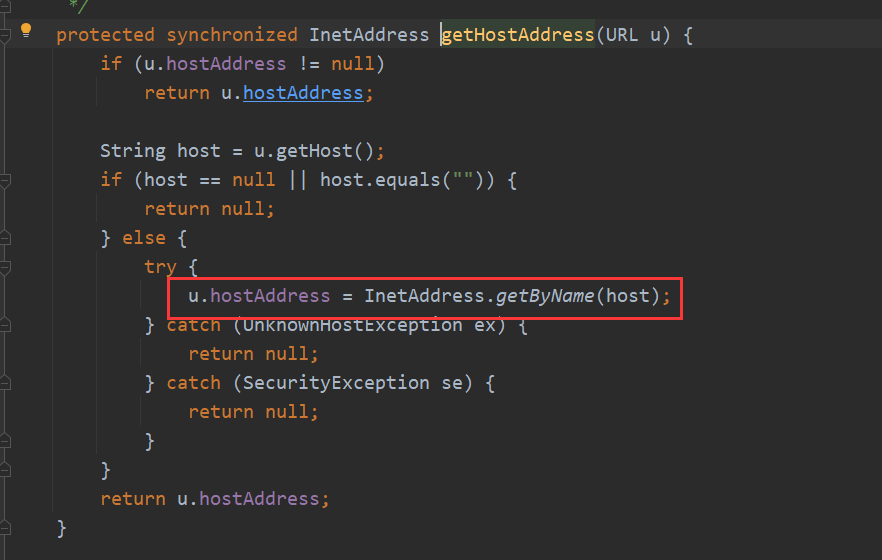 */
protected synchronized InetAddress getHostAddress(URL u) {
if (u.hostAddress != null)
return u.hostAddress;
String host = u.getHost();
if (host == null || host.equals("")) {
return null;
} else {
try {
u.hostAddress = InetAddress.getByName(host);
} catch (UnknownHostException ex) {
return null;
} catch (SecurityException se) {
return null;
}
}
return u.hostAddress;
}